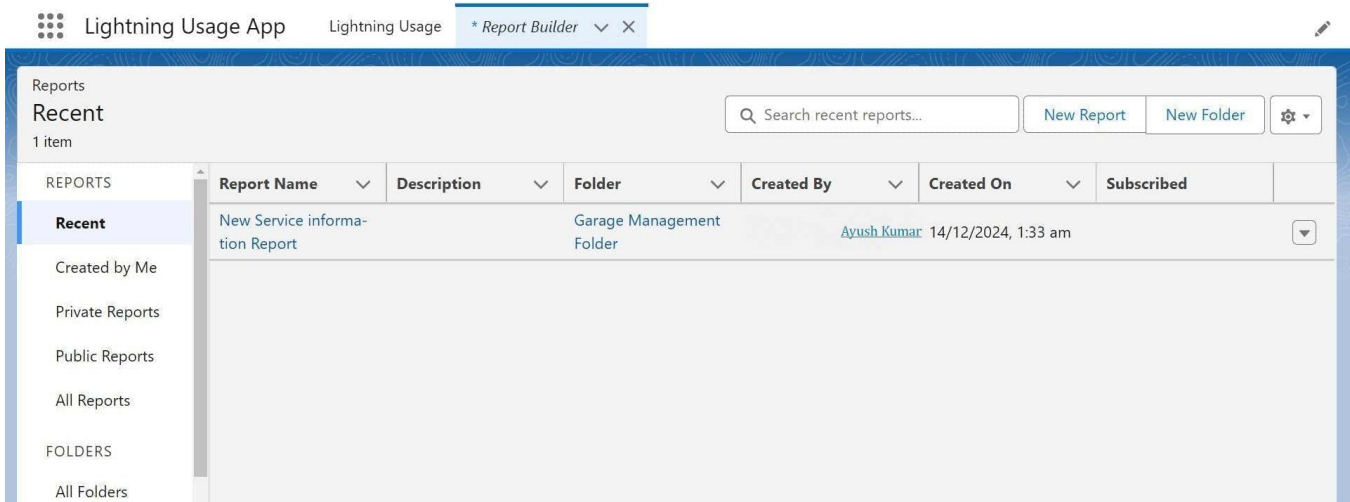 Lightning Usage App Lightning Usage * Report Builder
Reports
Recent
1 item
Search recent reports...
New Report
New Folder
REPORTS
Recent
Created by Me
Private Reports
Public Reports
All Reports
FOLDERS
All Folders
Report Name Description Folder Created By Created On Subscribed
New Service informa-
tion Report
Garage Management
Folder
Ayush Kumar
14/12/2024, 1:33 am